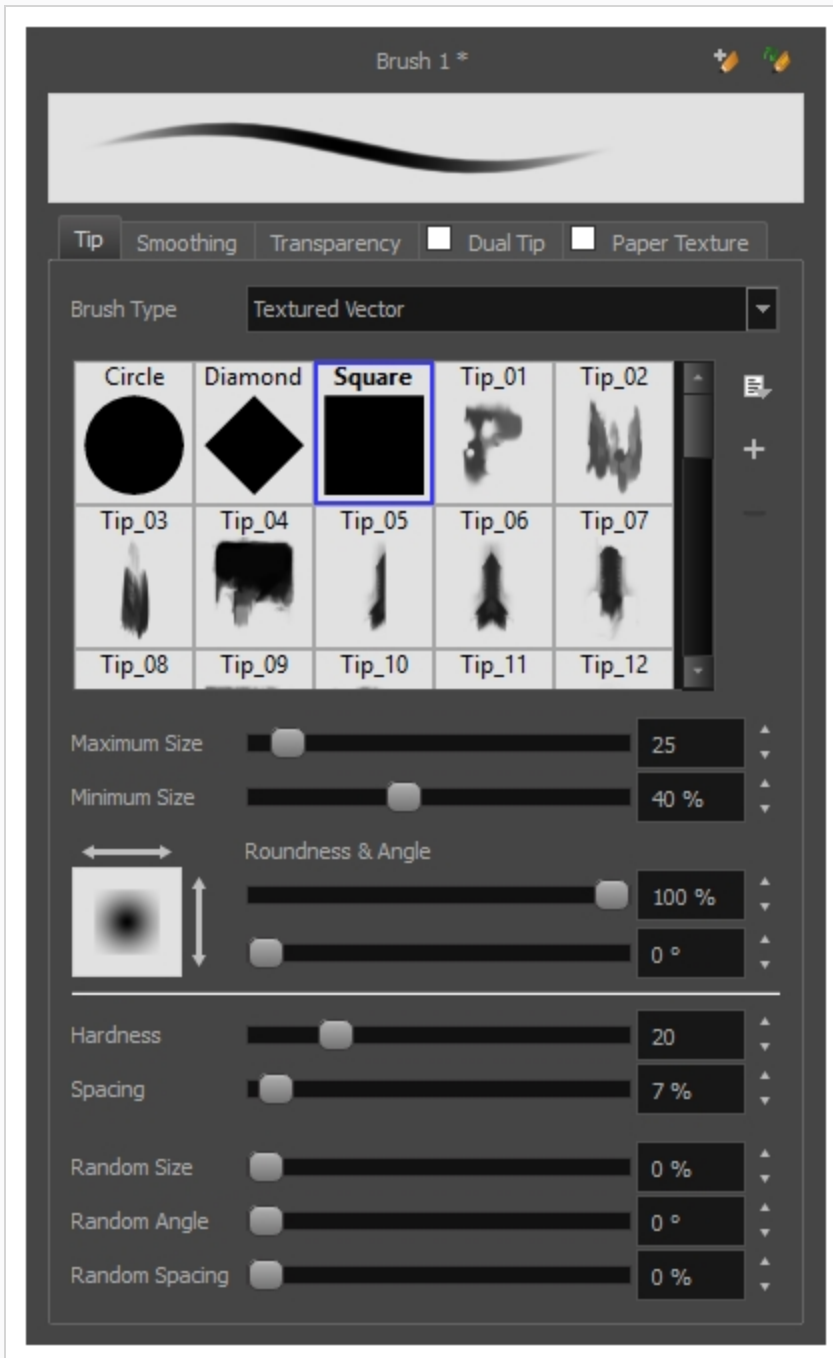 Brush 1 *
Tip Smoothing Transparency Dual Tip Paper Texture
Brush Type Textured Vector
Circle Diamond Square Tip_01 Tip_02
Tip_03 Tip_04 Tip_05 Tip_06 Tip_07
Tip_08 Tip_09 Tip_10 Tip_11 Tip_12
Maximum Size 25
Minimum Size 40 %
Roundness & Angle
100 %
0 °
Hardness 20
Spacing 7 %
Random Size 0 %
Random Angle 0 °
Random Spacing 0 %